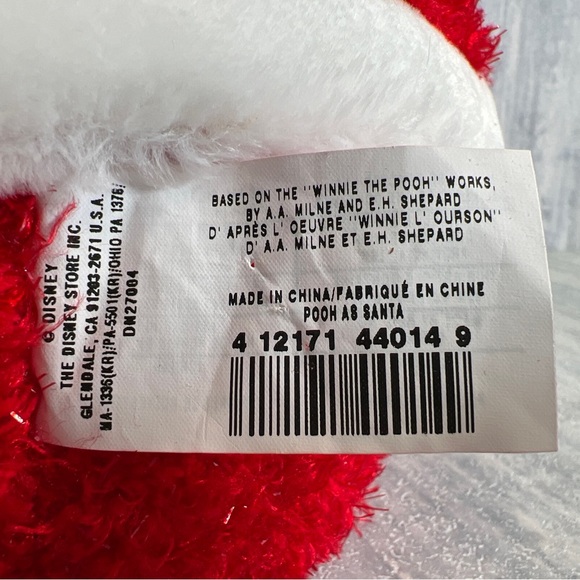 BASED ON THE "WINNIE THE POOH" WORKS,
BY A.A. MILNE AND E.H. SHEPARD
D' APRÈS L' OEUVRE "WINNIE L' OURSON"
D' A.A. MILNE ET E.H. SHEPARD
MADE IN CHINA/FABRIQUÉ EN CHINE
POOH AS SANTA
4 12171 44014 9
© DISNEY
THE DISNEY STORE INC.
GLENDALE, CA 91203-2671 U.S.A.
MA-1336(KR)/PA-5501(KR)/OHIO PA 1376/
DN27004